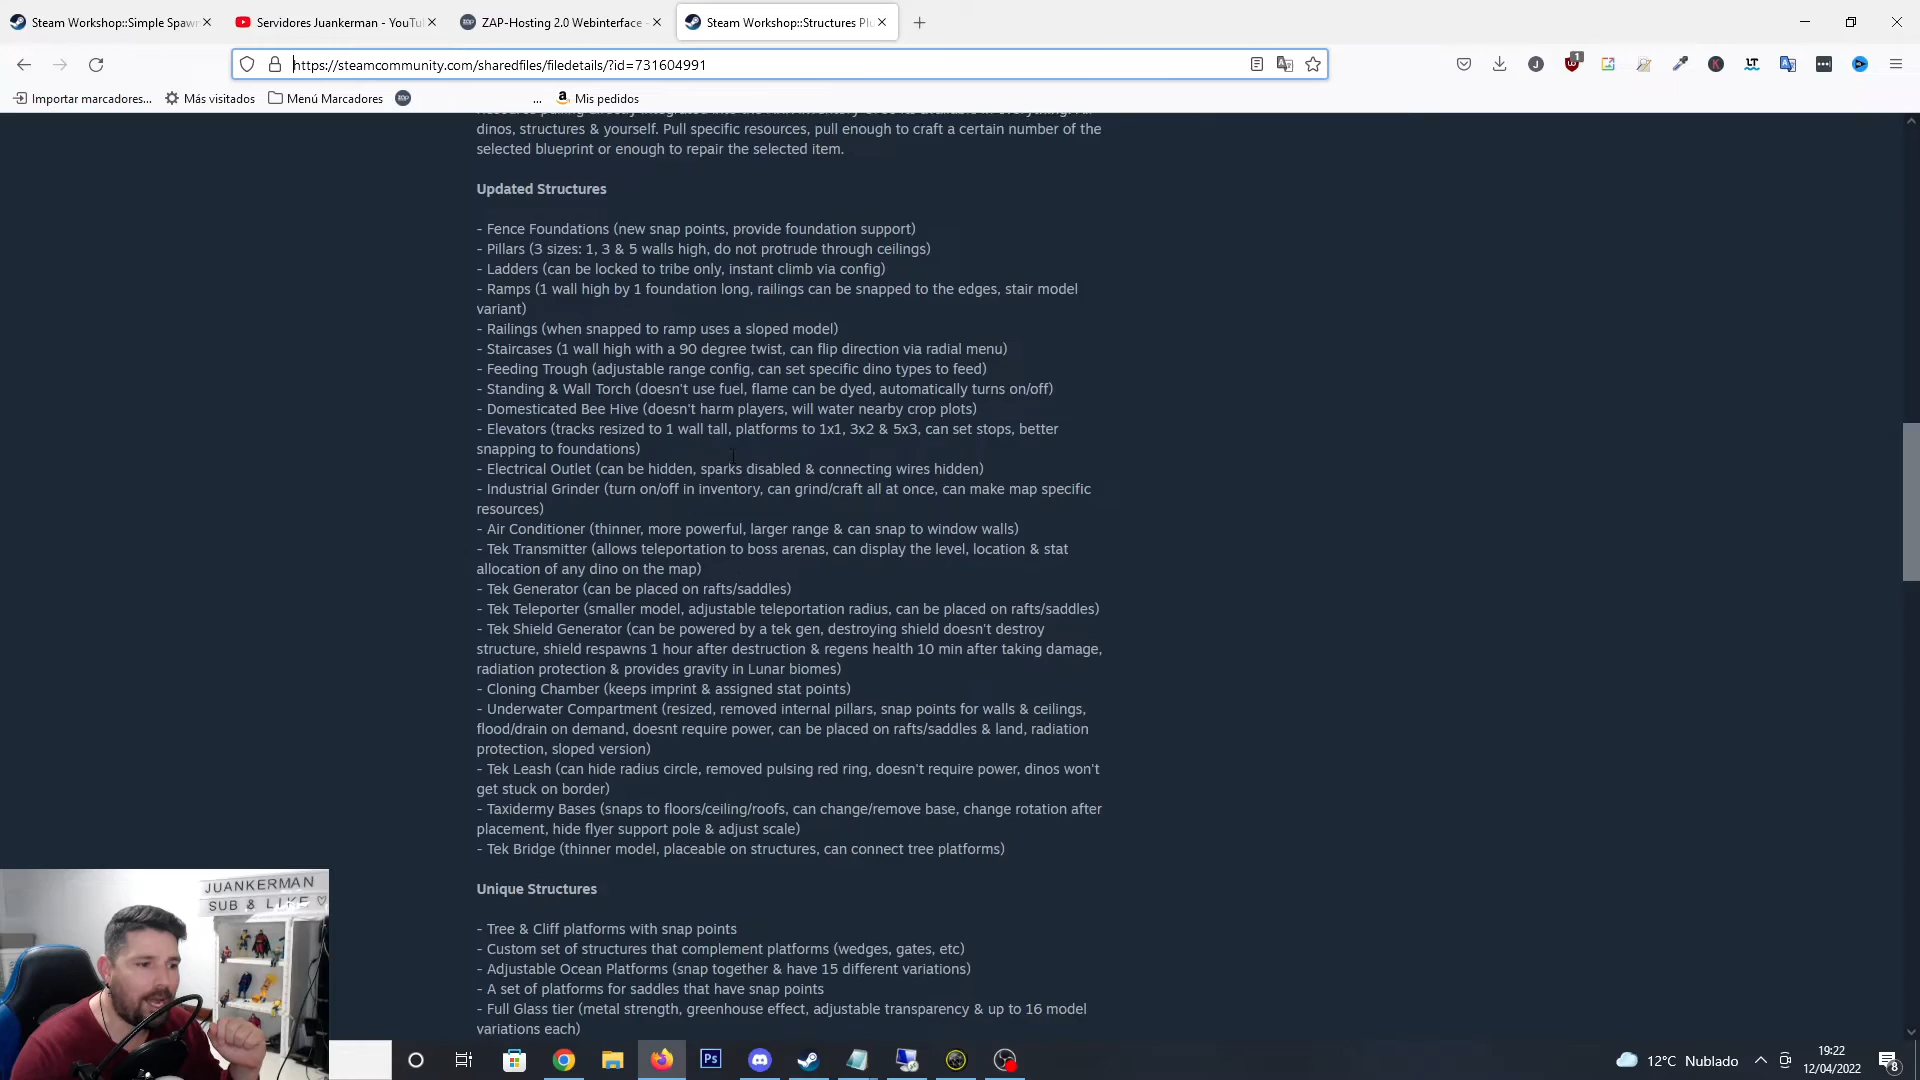 Steam Workshop::Simple Spaw
Servidores Juankerman - YouTu
ZAP-Hosting 2.0 Webinterface -
Steam Workshop::Structures Pl
https://steamcommunity.com/sharedfiles/filedetails/?id=731604991
Importar marcadores...
Más visitados
Menú Marcadores
...
Mis pedidos
dinos, structures & yourself. Pull specific resources, pull enough to craft a certain number of the
selected blueprint or enough to repair the selected item.
Updated Structures
- Fence Foundations (new snap points, provide foundation support)
- Pillars (3 sizes: 1, 3 & 5 walls high, do not protrude through ceilings)
- Ladders (can be locked to tribe only, instant climb via config)
- Ramps (1 wall high by 1 foundation long, railings can be snapped to the edges, stair model
variant)
- Railings (when snapped to ramp uses a sloped model)
- Staircases (1 wall high with a 90 degree twist, can flip direction via radial menu)
- Feeding Trough (adjustable range config, can set specific dino types to feed)
- Standing & Wall Torch (doesn't use fuel, flame can be dyed, automatically turns on/off)
- Domesticated Bee Hive (doesn't harm players, will water nearby crop plots)
- Elevators (tracks resized to 1 wall tall, platforms to 1x1, 3x2 & 5x3, can set stops, better
snapping to foundations)
- Electrical Outlet (can be hidden, sparks disabled & connecting wires hidden)
- Industrial Grinder (turn on/off in inventory, can grind/craft all at once, can make map specific
resources)
- Air Conditioner (thinner, more powerful, larger range & can snap to window walls)
- Tek Transmitter (allows teleportation to boss arenas, can display the level, location & stat
allocation of any dino on the map)
- Tek Generator (can be placed on rafts/saddles)
- Tek Teleporter (smaller model, adjustable teleportation radius, can be placed on rafts/saddles)
- Tek Shield Generator (can be powered by a tek gen, destroying shield doesn't destroy
structure, shield respawns 1 hour after destruction & regens health 10 min after taking damage,
radiation protection & provides gravity in Lunar biomes)
- Cloning Chamber (keeps imprint & assigned stat points)
- Underwater Compartment (resized, removed internal pillars, snap points for walls & ceilings,
flood/drain on demand, doesnt require power, can be placed on rafts/saddles & land, radiation
protection, sloped version)
- Tek Leash (can hide radius circle, removed pulsing red ring, doesn't require power, dinos won't
get stuck on border)
- Taxidermy Bases (snaps to floors/ceiling/roofs, can change/remove base, change rotation after
placement, hide flyer support pole & adjust scale)
- Tek Bridge (thinner model, placeable on structures, can connect tree platforms)
Unique Structures
- Tree & Cliff platforms with snap points
- Custom set of structures that complement platforms (wedges, gates, etc)
- Adjustable Ocean Platforms (snap together & have 15 different variations)
- A set of platforms for saddles that have snap points
- Full Glass tier (metal strength, greenhouse effect, adjustable transparency & up to 16 model
variations each)
JUANKERMAN
SUB & LIKE ♡
Ps
12°C Nublado
19:22
12/04/2022
8